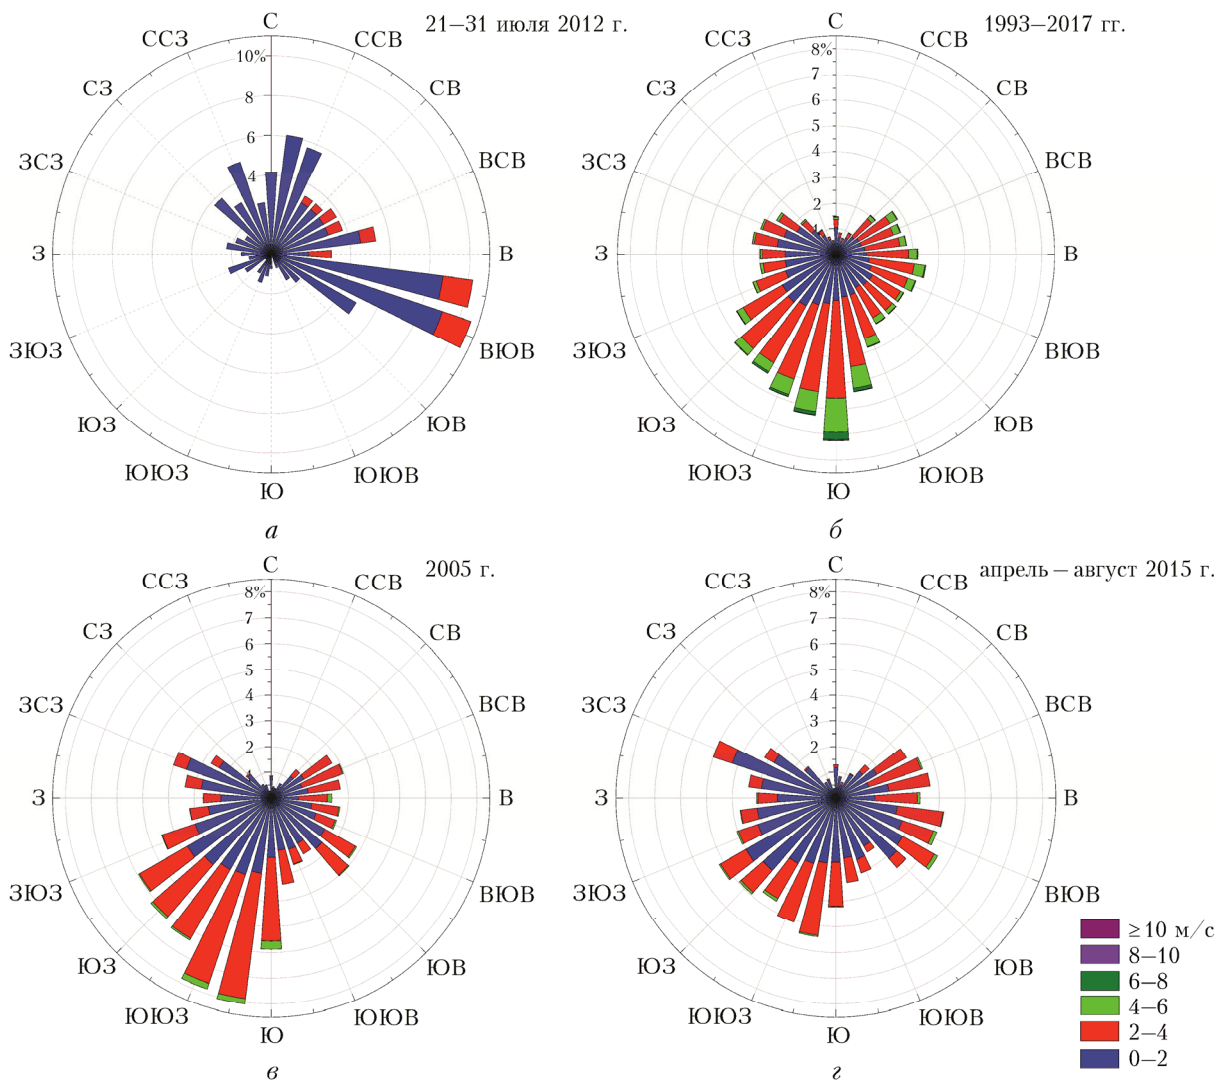 21–31 июля 2012 г.
С
ССВ
СВ
ВСВ
В
ВЮВ
ЮВ
ЮЮВ
Ю
ЮЮЗ
ЮЗ
ЗЮЗ
З
ЗСЗ
СЗ
ССЗ
10%
8
6
4
а
1993–2017 гг.
С
ССВ
СВ
ВСВ
В
ВЮВ
ЮВ
ЮЮВ
Ю
ЮЮЗ
ЮЗ
ЗЮЗ
З
ЗСЗ
СЗ
ССЗ
8%
7
6
5
4
3
2
1
б
2005 г.
С
ССВ
СВ
ВСВ
В
ВЮВ
ЮВ
ЮЮВ
Ю
ЮЮЗ
ЮЗ
ЗЮЗ
З
ЗСЗ
СЗ
ССЗ
8%
7
6
5
4
3
2
в
апрель – август 2015 г.
С
ССВ
СВ
ВСВ
В
ВЮВ
ЮВ
ЮЮВ
Ю
ЮЮЗ
ЮЗ
ЗЮЗ
З
ЗСЗ
СЗ
ССЗ
8%
7
6
5
4
3
2
г
≥10 м/с
8–10
6–8
4–6
2–4
0–2